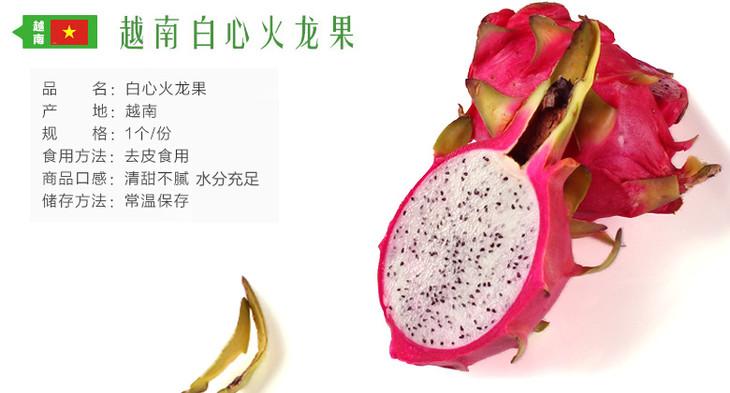 越南
越南白心火龙果
品 名：白心火龙果
产 地：越南
规 格：1个/份
食用方法：去皮食用
商品口感：清甜不腻 水分充足
储存方法：常温保存